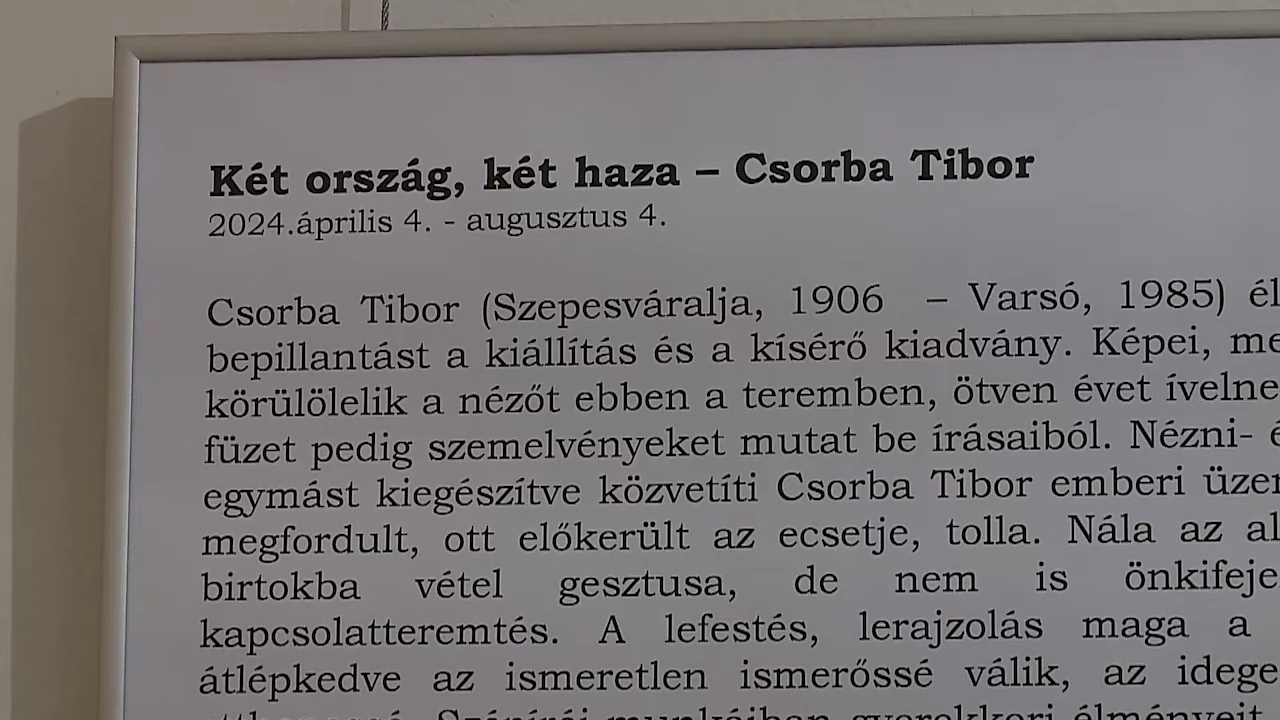 Két ország, két haza – Csorba Tibor
2024.április 4. - augusztus 4.
Csorba Tibor (Szepesváralja, 1906 – Varsó, 1985)
bepillantást a kiállítás és a kísérő kiadvány. Képei,
körülölelik a nézőt ebben a teremben, ötven évet
füzet pedig szemelvényeket mutat be írásaiból. Nézni-
egymást kiegészítve közvetíti Csorba Tibor emberi
megfordult, ott előkerült az ecsetje, tolla. Nála az
birtokba vétel gesztusa, de nem is
kapcsolatteremtés. A lefestés, lerajzolás maga a
átlépkedve az ismeretlen ismerőssé válik, az